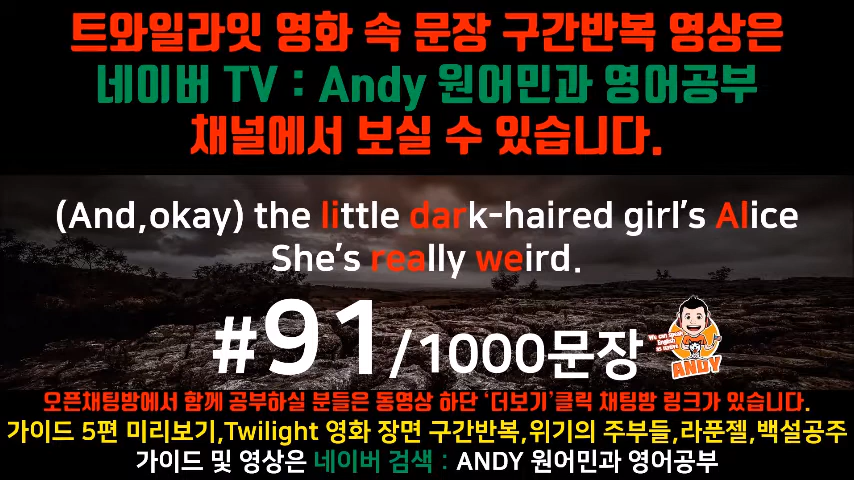 트와일라잇 영화 속 문장 구간반복 영상은
네이버 TV : Andy 원어민과 영어공부
채널에서 보실 수 있습니다.
(And,okay) the little dark-haired girl's Alice
She's really weird.
#91/1000문장
We can speak
English
as native
ANDY
오픈채팅방에서 함께 공부하실 분들은 동영상 하단 '더보기'클릭 채팅방 링크가 있습니다.
가이드 5편 미리보기,Twilight 영화 장면 구간반복,위기의 주부들,라푼젤,백설공주
가이드 및 영상은 네이버 검색 : ANDY 원어민과 영어공부